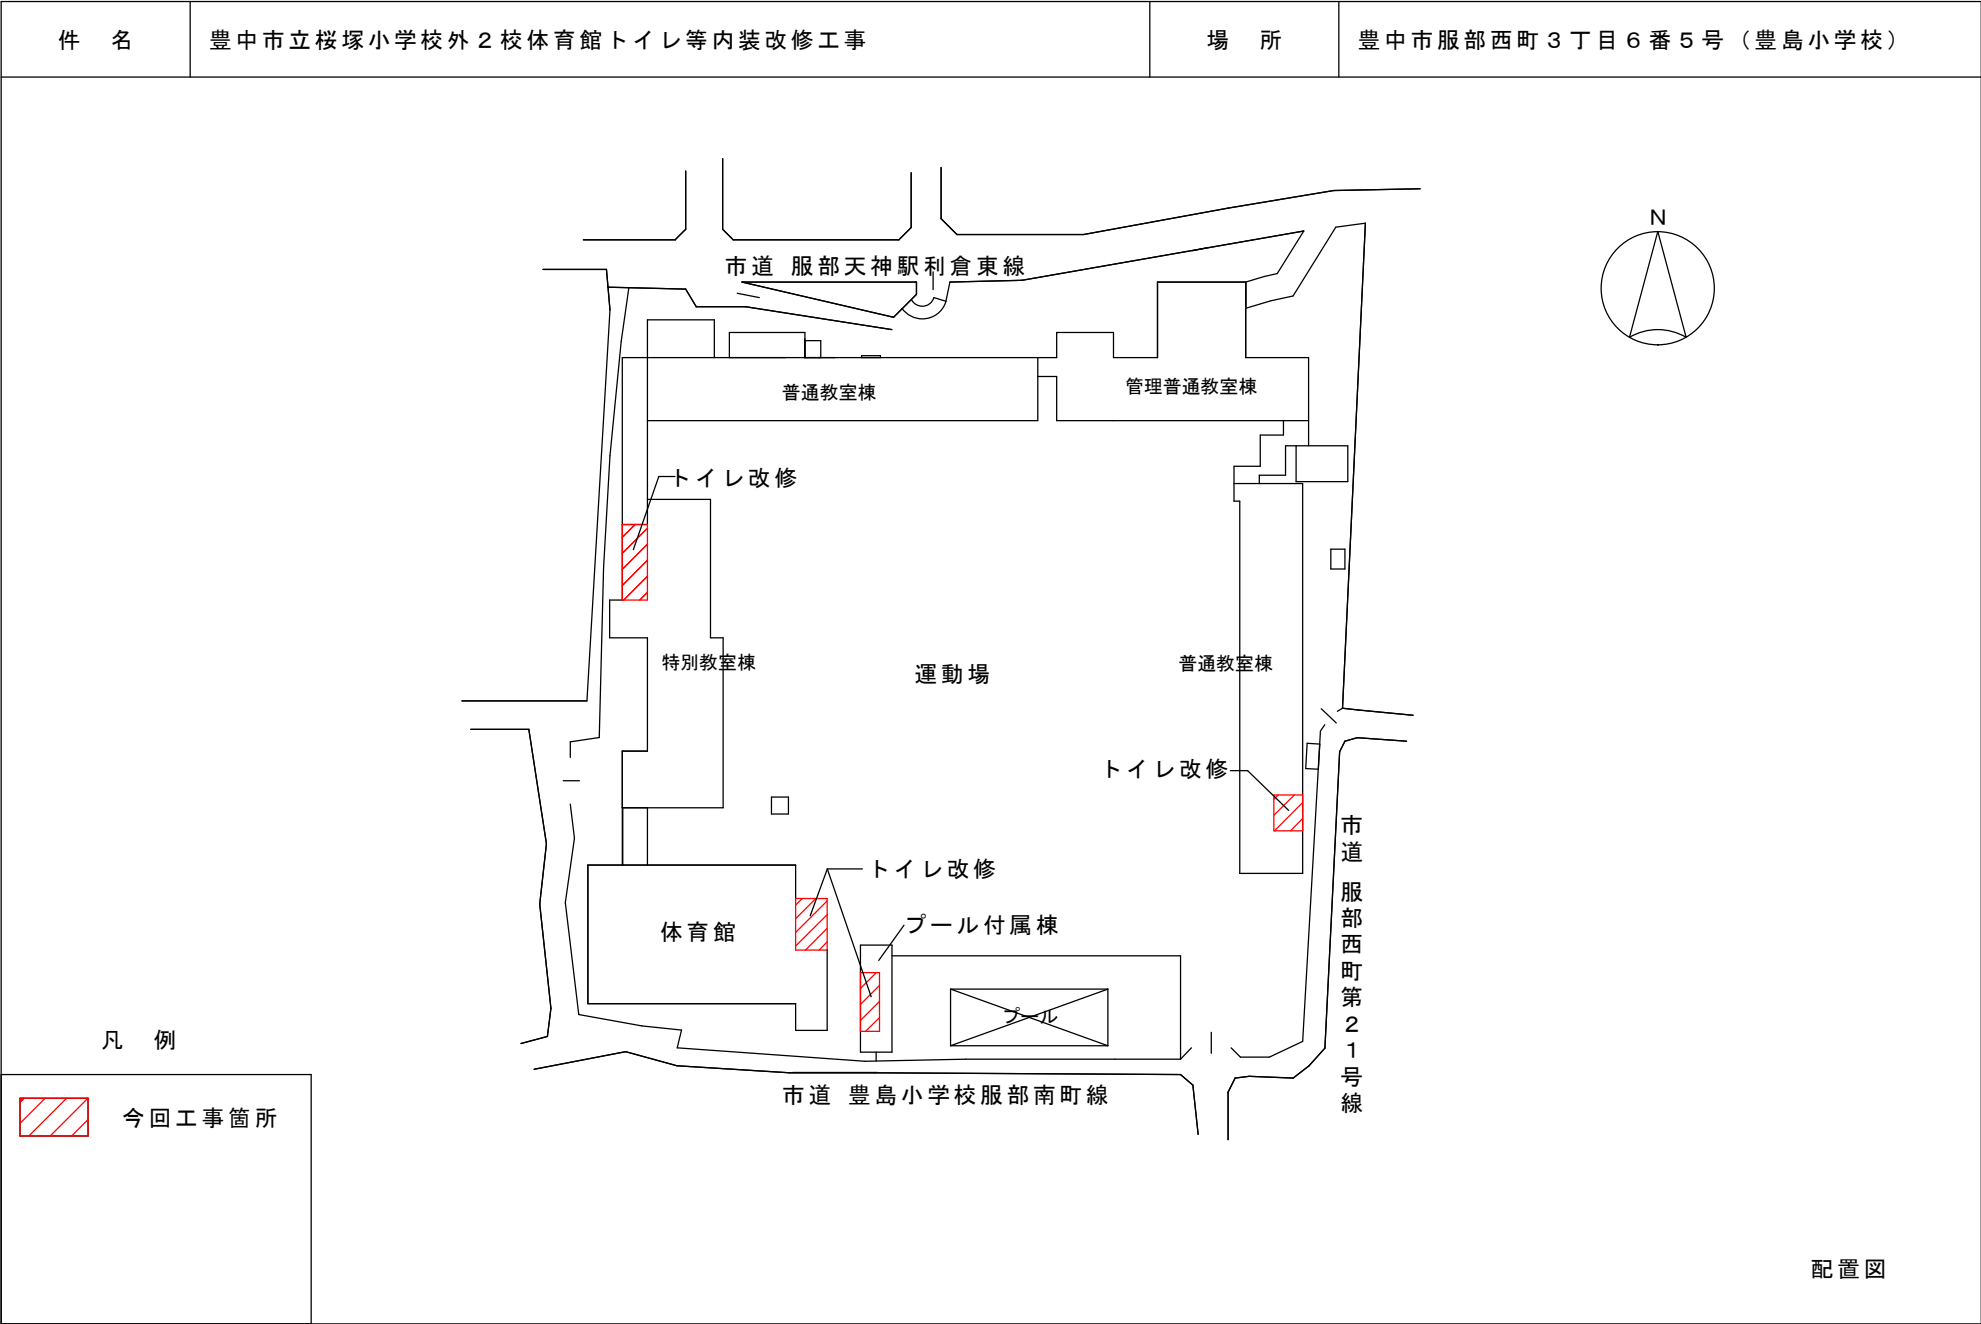 件　名
豊中市立桜塚小学校外２校体育館トイレ等内装改修工事
場　所
豊中市服部西町３丁目６番５号（豊島小学校）
N
市道 服部天神駅利倉東線
普通教室棟
管理普通教室棟
トイレ改修
特別教室棟
運動場
普通教室棟
トイレ改修
市道 服部西町第２１号線
トイレ改修
体育館
プール付属棟
プール
市道 豊島小学校服部南町線
凡　例
今回工事箇所
配置図